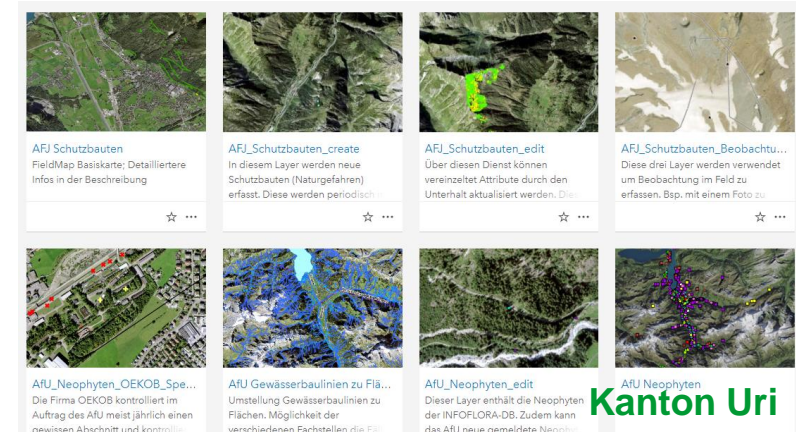 AFJ Schutzbauten
FieldMap Basiskarte; Detailliertere
Infos in der Beschreibung
AFJ_Schutzbauten_create
In diesem Layer werden neue
Schutzbauten (Naturgefahren)
erfasst. Diese werden periodisch
AFJ_Schutzbauten_edit
Über diesen Dienst können
vereinzeltet Attribute durch den
Unterhalt aktualisiert werden.
AFJ_Schutzbauten_Beobachtu...
Diese drei Layer werden verwendet
um Beobachtung im Feld zu
erfassen. Bsp. mit einem Foto zu
AfU_Neophyten_OEKOB_Spe...
Die Firma OEKOB kontrolliert im
Auftrag des AfU meist jährlich einen
gewissen Abschnitt und
AfU Gewässerbaulinien zu Flä...
Umstellung Gewässerbaulinien zu
Flächen. Möglichkeit der
verschiedenen Fachstellen die
AfU_Neophyten_edit
Dieser Layer enthält die Neophyten
der INFOFLORA-DB. Zudem kann
das AfU neue gemeldete
AfU Neophyten
Kanton Uri